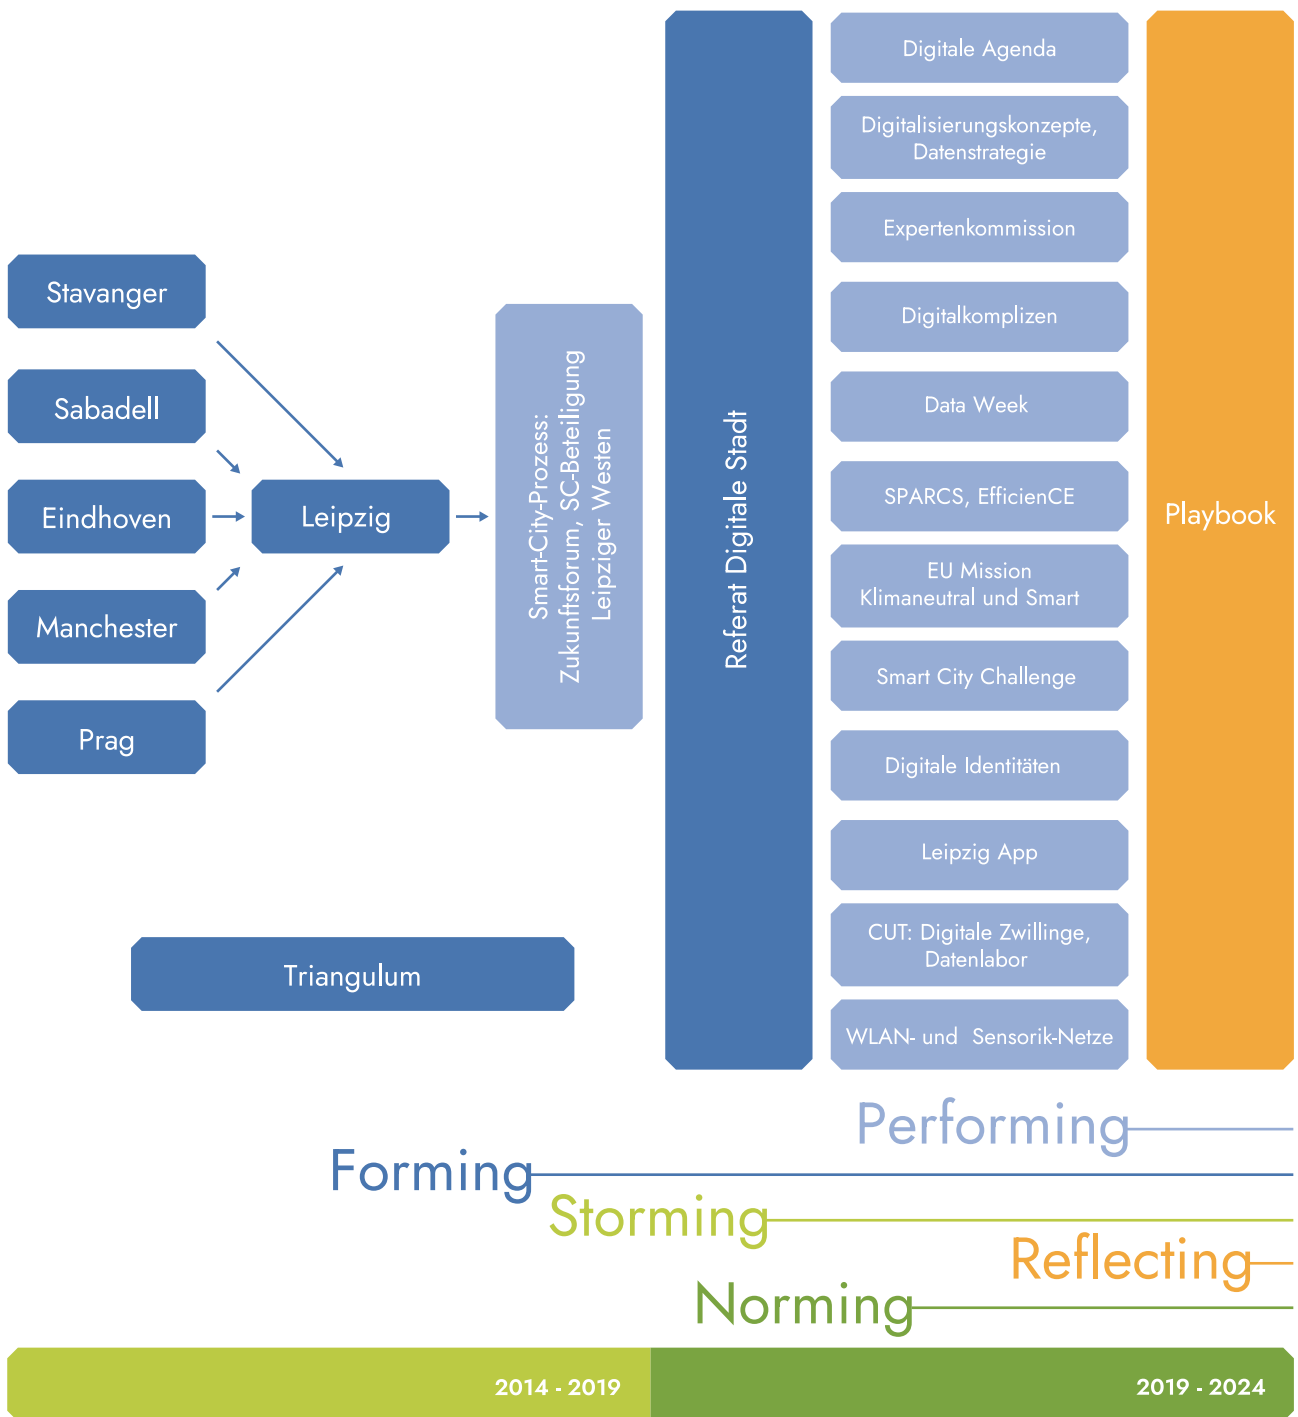 Stavanger
Sabadell
Eindhoven
Manchester
Prag
Leipzig
Smart-City-Prozess:
Zukunftsforum, SC-Beteiligung
Leipziger Westen
Triangulum
Referat Digitale Stadt
Digitale Agenda
Digitalisierungskonzepte,
Datenstrategie
Expertenkommission
Digitalkomplizen
Data Week
SPARCS, EfficienCE
EU Mission
Klimaneutral und Smart
Smart City Challenge
Digitale Identitäten
Leipzig App
CUT: Digitale Zwillinge,
Datenlabor
WLAN- und Sensorik-Netze
Playbook
Performing
Forming
Storming
Reflecting
Norming
2014 - 2019
2019 - 2024